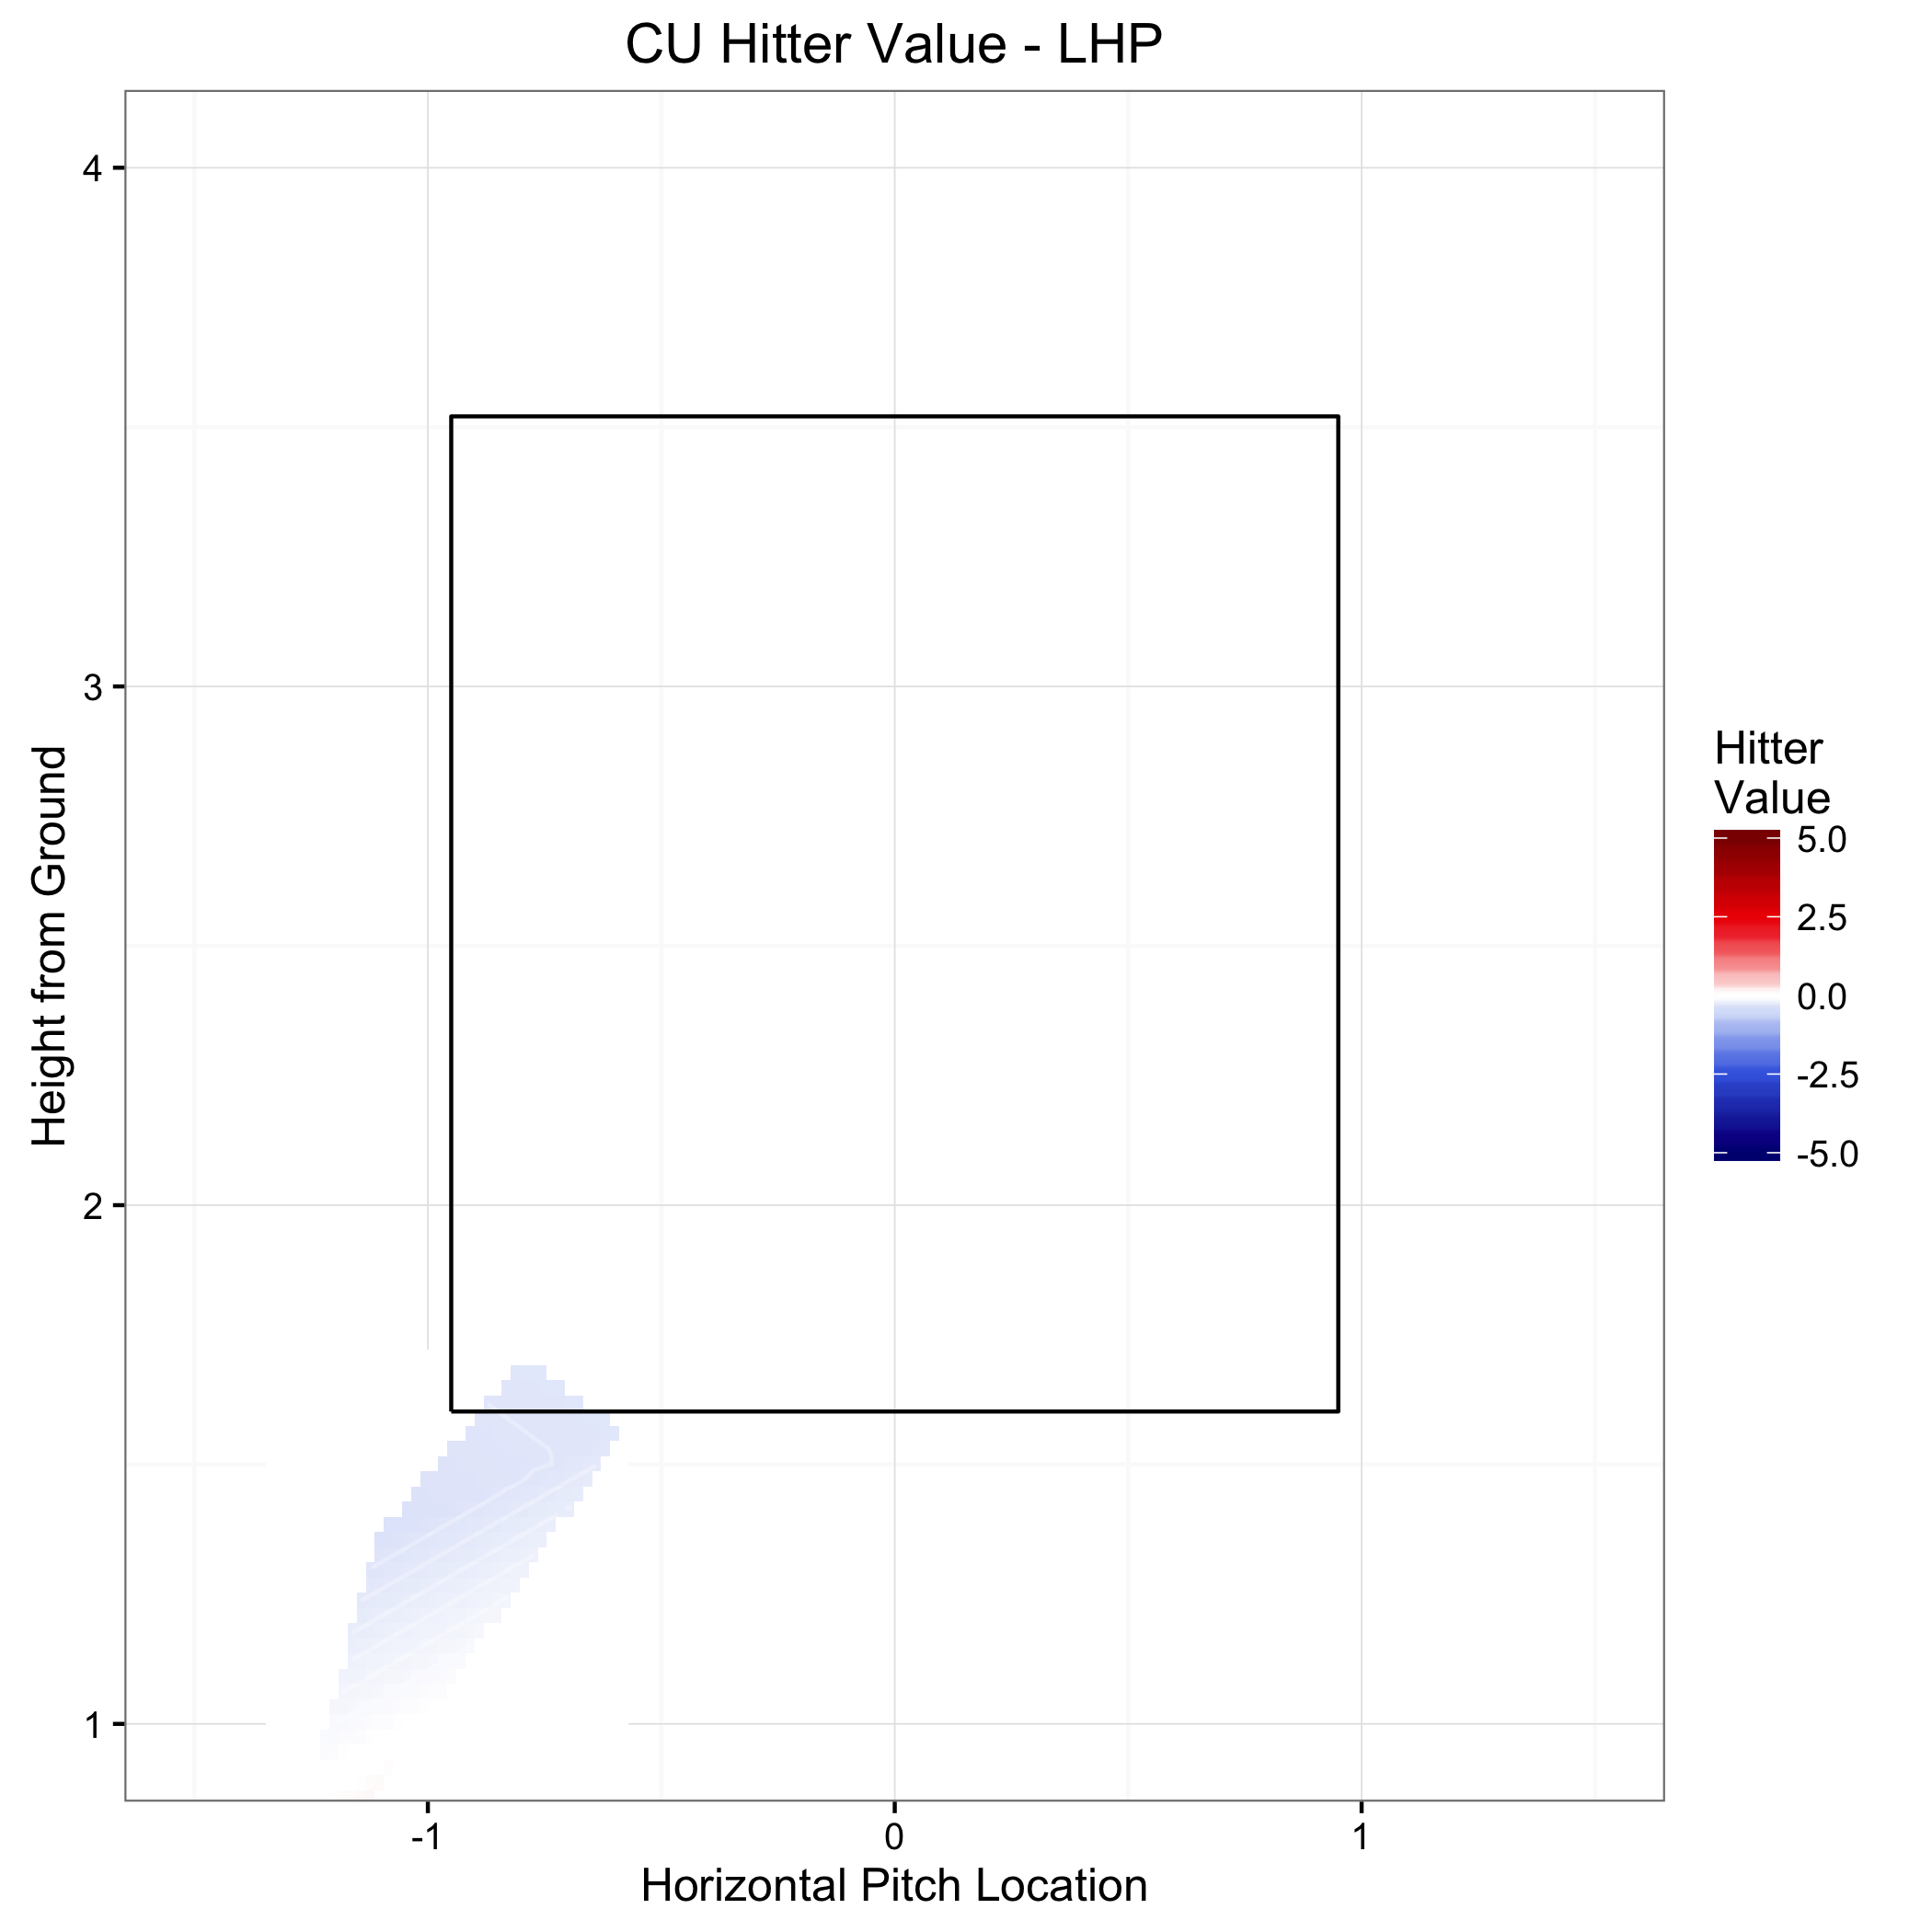 CU Hitter Value - LHP
4
3
2
1
Height from Ground
-1 0 1
Horizontal Pitch Location
Hitter
Value
5.0
2.5
0.0
-2.5
-5.0